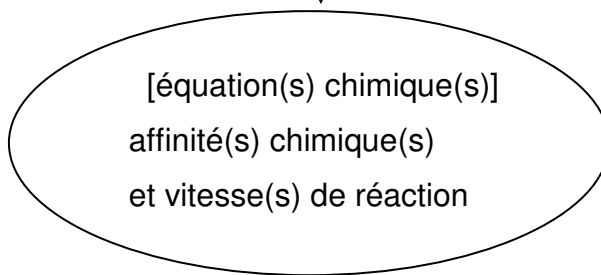 [équation(s) chimique(s)]
affinité(s) chimique(s)
et vitesse(s) de réaction